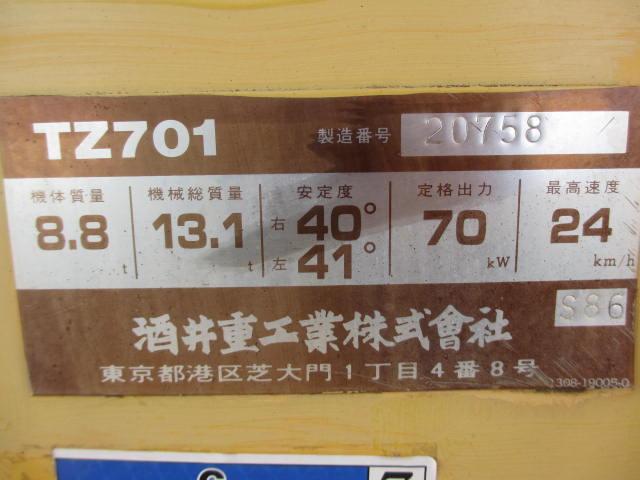 TZ701 製造番号 20758
機体質量 機械総質量 安定度 定格出力 最高速度
8.8 t 13.1 t 右 40° 左 41° 70 kW 24 km/h
S86
酒井重工業株式會社
東京都港区芝大門1丁目4番8号
1308-19005-0